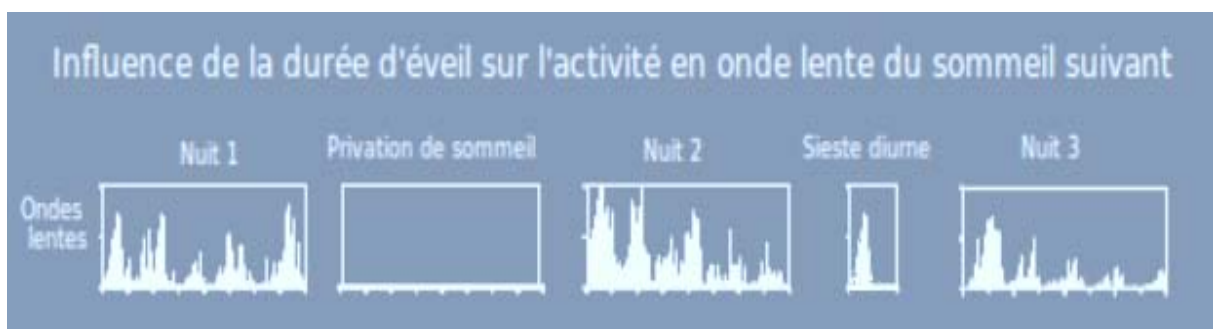 Influence de la durée d'éveil sur l'activité en onde lente du sommeil suivant
Nuit 1
Privation de sommeil
Nuit 2
Sieste diurne
Nuit 3
Ondes
lentes